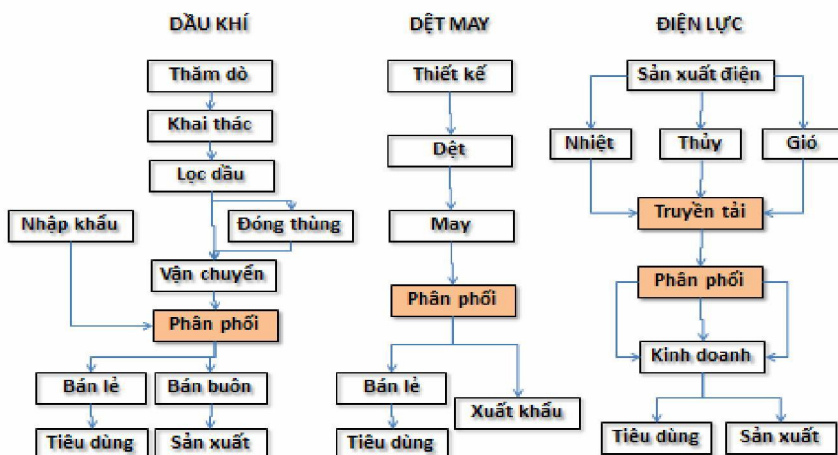 DẦU KHÍ
Thăm dò
Khai thác
Lọc dầu
Nhập khẩu
Đóng thùng
Vận chuyển
Phân phối
Bán lẻ
Bán buôn
Tiêu dùng
Sản xuất
DỆT MAY
Thiết kế
Dệt
May
Phân phối
Bán lẻ
Xuất khẩu
Tiêu dùng
ĐIỆN LỰC
Sản xuất điện
Nhiệt
Thủy
Gió
Truyền tải
Phân phối
Kinh doanh
Tiêu dùng
Sản xuất